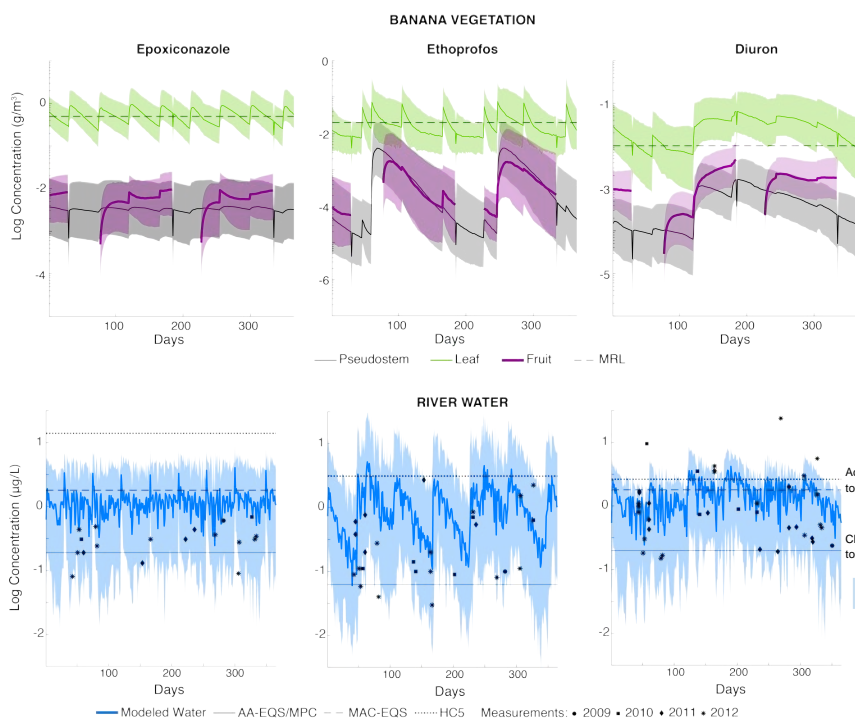 BANANA VEGETATION
Epoxiconazole
Ethoprofos
Diuron
Log Concentration (g/m³)
0
-2
-4
100
200
300
Days
0
-2
-4
-6
100
200
300
Days
-1
-3
-5
100
200
300
Days
Pseudostem Leaf Fruit MRL
RIVER WATER
Log Concentration (µg/L)
1
0
-1
-2
100
200
300
Days
1
0
-1
-2
100
200
300
Days
1
0
-1
-2
100
200
300
Days
Ac
to
Cl
to
Modeled Water AA-EQS/MPC MAC-EQS HC5 Measurements: 2009 2010 2011 2012